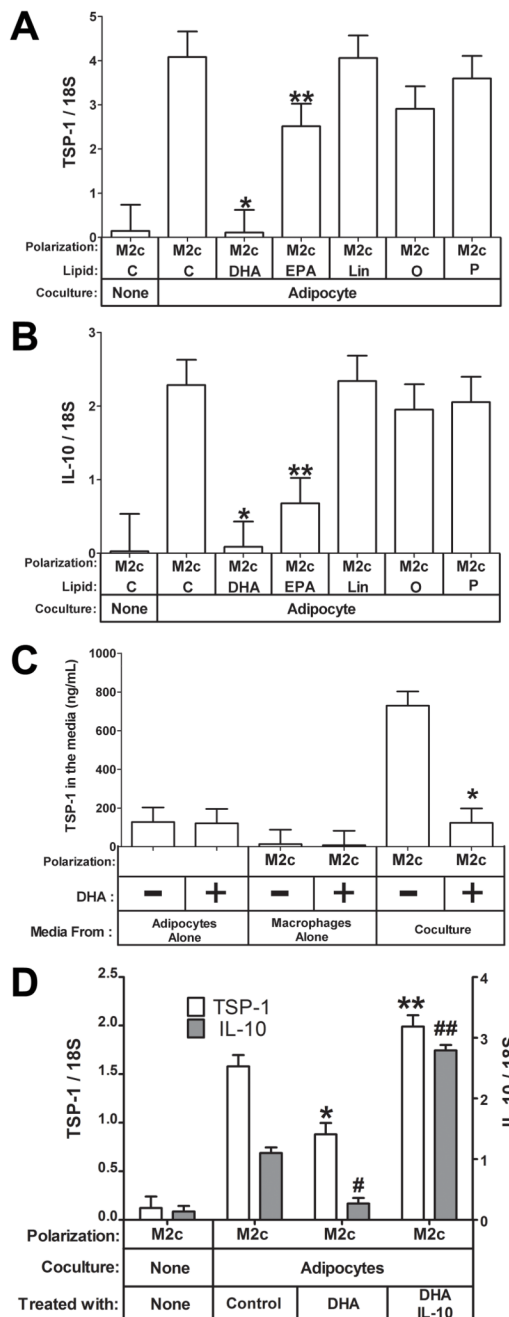 A
TSP-1 / 18S
5
4
3
2
1
0
*
**
Polarization: M2c M2c M2c M2c M2c M2c M2c
Lipid: C C DHA EPA Lin O P
Coculture: None Adipocyte
B
IL-10 / 18S
3
2
1
0
*
**
Polarization: M2c M2c M2c M2c M2c M2c M2c
Lipid: C C DHA EPA Lin O P
Coculture: None Adipocyte
C
TSP-1 in the media (ng/mL)
1000
800
600
400
200
0
*
Polarization: M2c M2c M2c M2c
DHA : − + − + − +
Media From : Adipocytes Alone Macrophages Alone Coculture
D
TSP-1 / 18S
2.5
2.0
1.5
1.0
0.5
0.0
TSP-1
IL-10
*
#
**
##
4
3
2
1
0
IL-10 / 18S
Polarization: M2c M2c M2c M2c
Coculture: None Adipocytes
Treated with: None Control DHA DHA IL-10